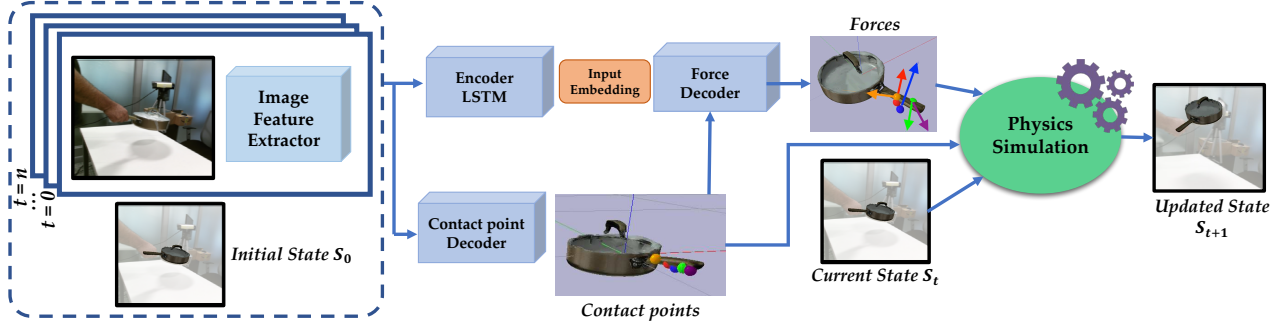 Image
Feature
Extractor
t = 0
...
t = n
Initial State S₀
Encoder
LSTM
Input
Embedding
Force
Decoder
Contact point
Decoder
Contact points
Forces
Current State Sₜ
Physics
Simulation
Updated State
Sₜ₊₁